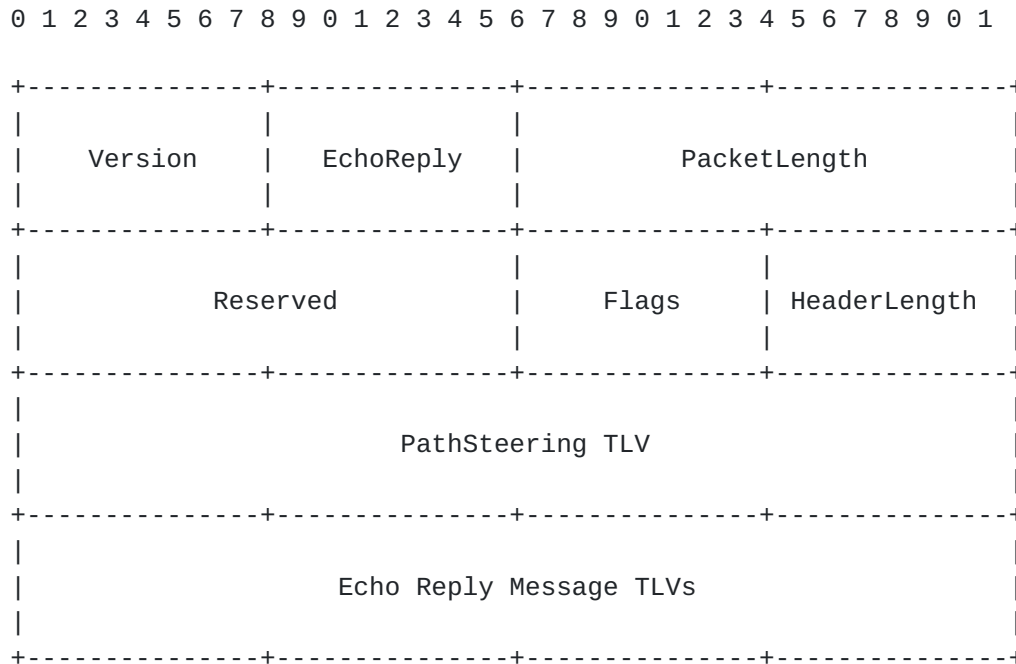 0 1 2 3 4 5 6 7 8 9 0 1 2 3 4 5 6 7 8 9 0 1 2 3 4 5 6 7 8 9 0 1
Version EchoReply PacketLength
Reserved Flags HeaderLength
PathSteering TLV
Echo Reply Message TLVs